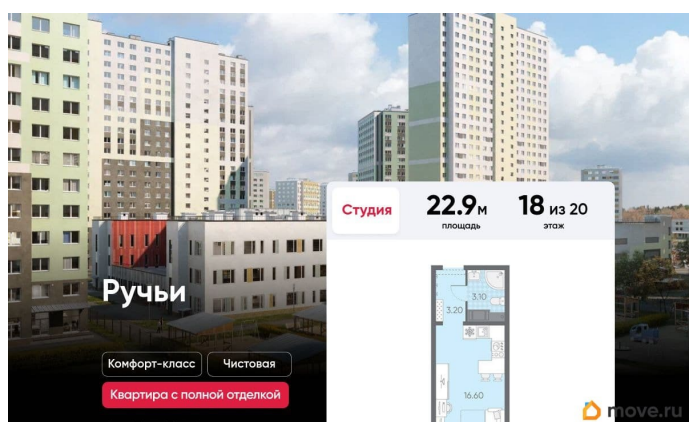 Студия
22.9м
площадь
18 из 20
этаж
Ручьи
3.10
3.20
Комфорт-класс
Чистовая
Квартира с полной отделкой
16.60
move.ru